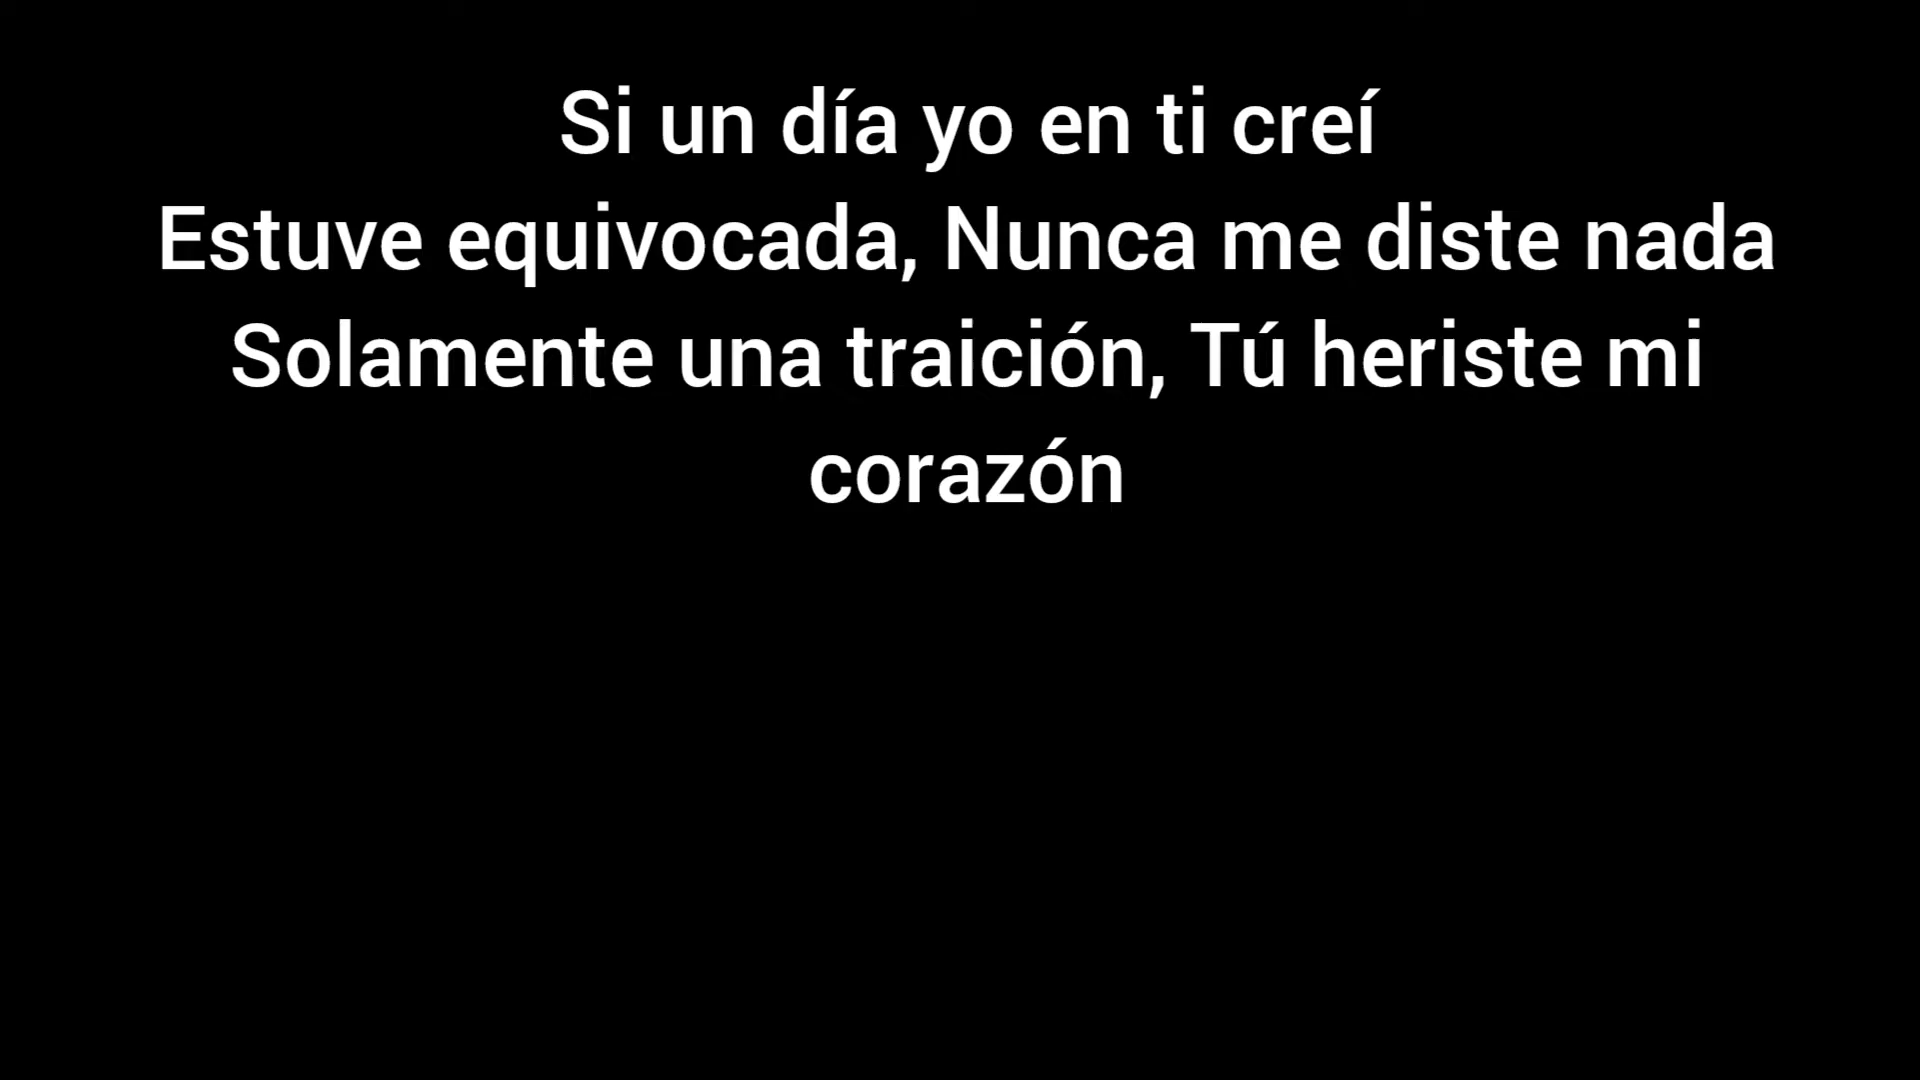 Si un día yo en ti creí
Estuve equivocada, Nunca me diste nada
Solamente una traición, Tú heriste mi
corazón